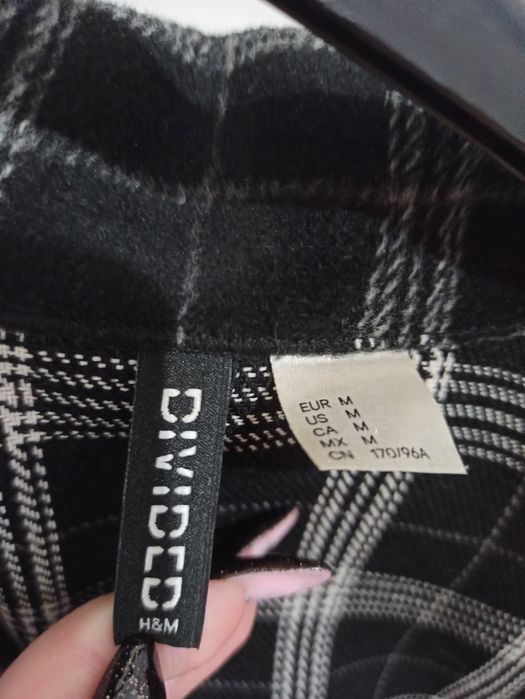 DIVIDED
H&M
EUR M
US M
CA M
MX M
CN 170/96A